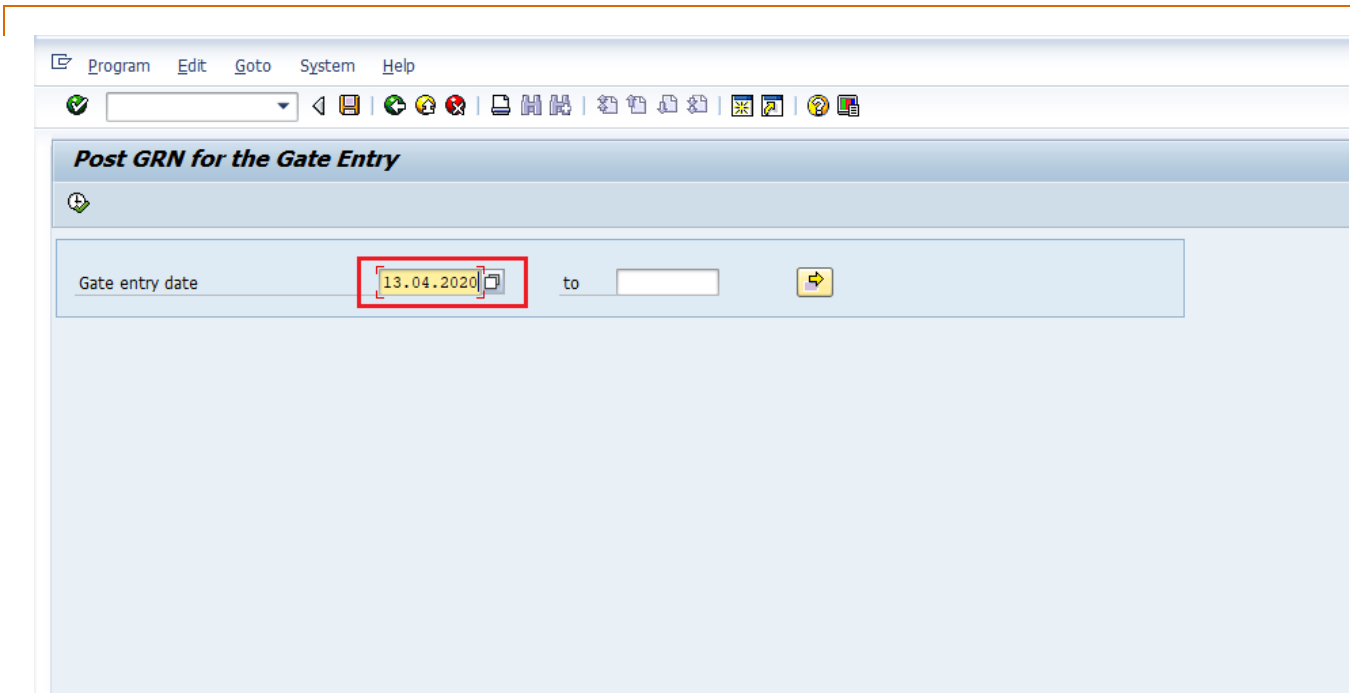 Program Edit Goto System Help
Post GRN for the Gate Entry
Gate entry date 13.04.2020 to